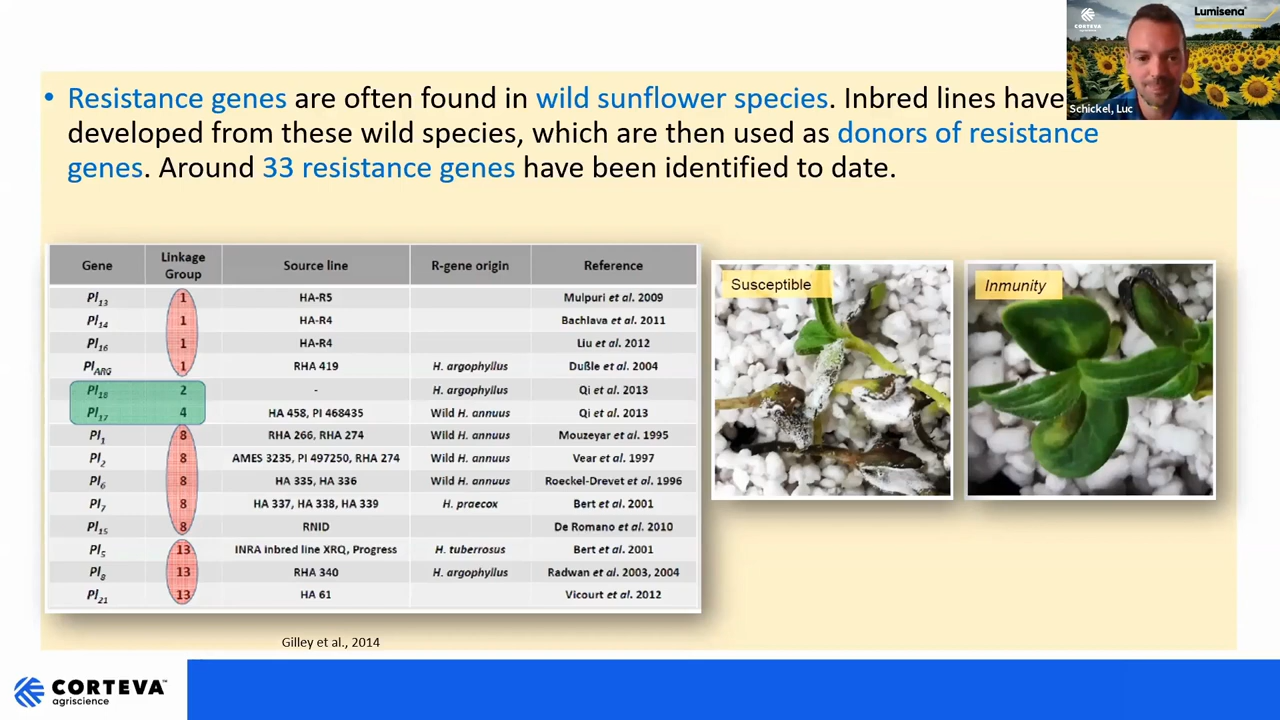 CORTEVA
agriscience
Lumisena
Schickel, Luc
• Resistance genes are often found in wild sunflower species. Inbred lines have
developed from these wild species, which are then used as donors of resistance
genes. Around 33 resistance genes have been identified to date.
Gene Linkage Group Source line R-gene origin Reference
Pl13 1 HA-R5 Mulpuri et al. 2009
Pl14 1 HA-R4 Bachlava et al. 2011
Pl16 1 HA-R4 Liu et al. 2012
PlARG 1 RHA 419 H. argophyllus Dußle et al. 2004
Pl18 2 - H. argophyllus Qi et al. 2013
Pl17 4 HA 458, PI 468435 Wild H. annuus Qi et al. 2013
Pl1 8 RHA 266, RHA 274 Wild H. annuus Mouzeyar et al. 1995
Pl2 8 AMES 3235, PI 497250, RHA 274 Wild H. annuus Vear et al. 1997
Pl6 8 HA 335, HA 336 Wild H. annuus Roeckel-Drevet et al. 1996
Pl7 8 HA 337, HA 338, HA 339 H. praecox Bert et al. 2001
Pl15 8 RNID De Romano et al. 2010
Pl5 13 INRA inbred line XRQ, Progress H. tuberrosus Bert et al. 2001
Pl8 13 RHA 340 H. argophyllus Radwan et al. 2003, 2004
Pl21 13 HA 61 Vicourt et al. 2012
Susceptible
Inmunity
Gilley et al., 2014
CORTEVA™
agriscience